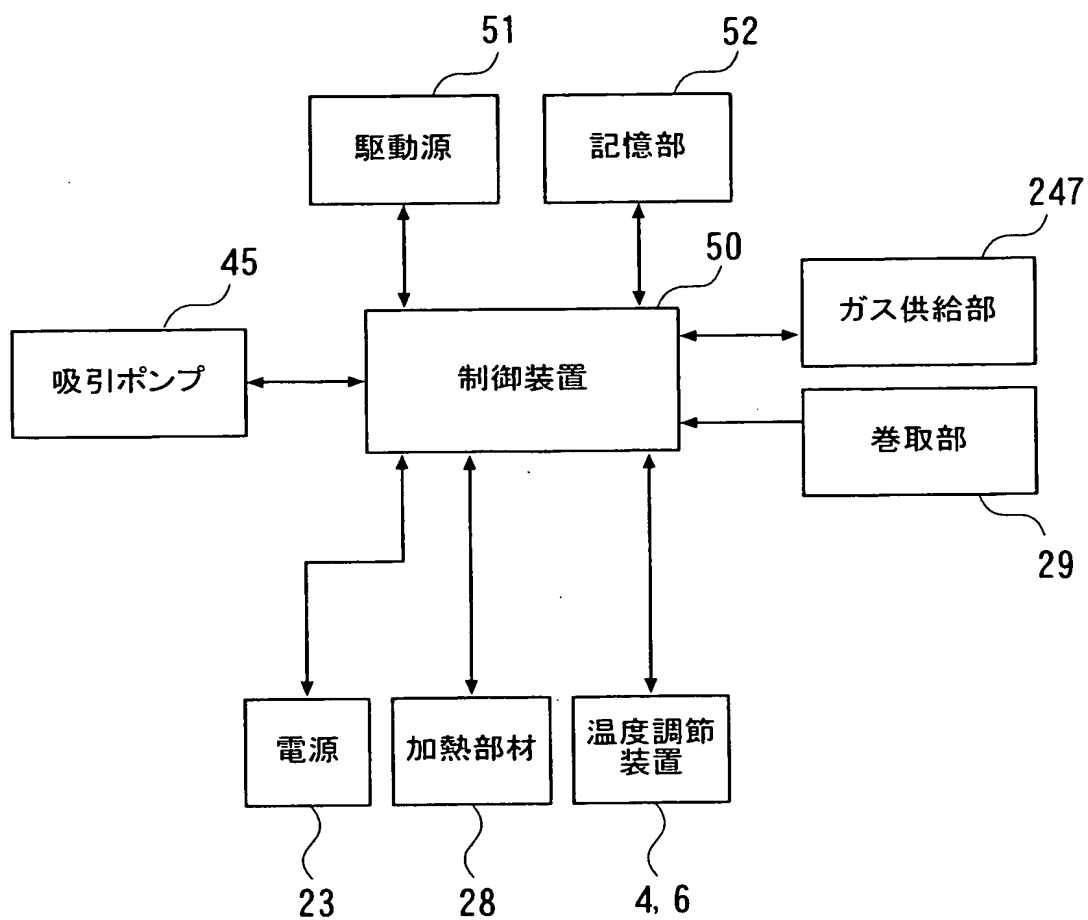 51
52
駆動源
記憶部
247
50
45
ガス供給部
制御装置
吸引ポンプ
巻取部
29
電源
加熱部材
温度調節
装置
23
28
4, 6